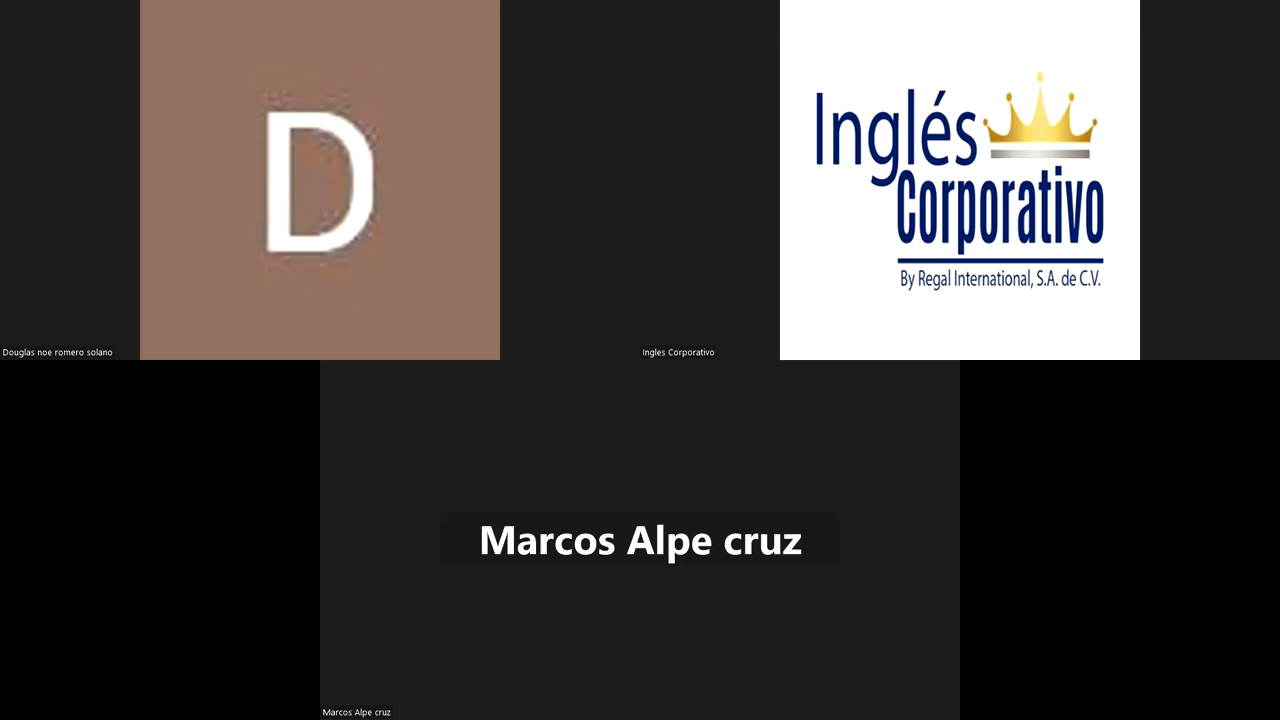 D
Inglés
Corporativo
By Regal International, S.A. de C.V.
Douglas noe romero solano
Ingles Corporativo
Marcos Alpe cruz
Marcos Alpe cruz